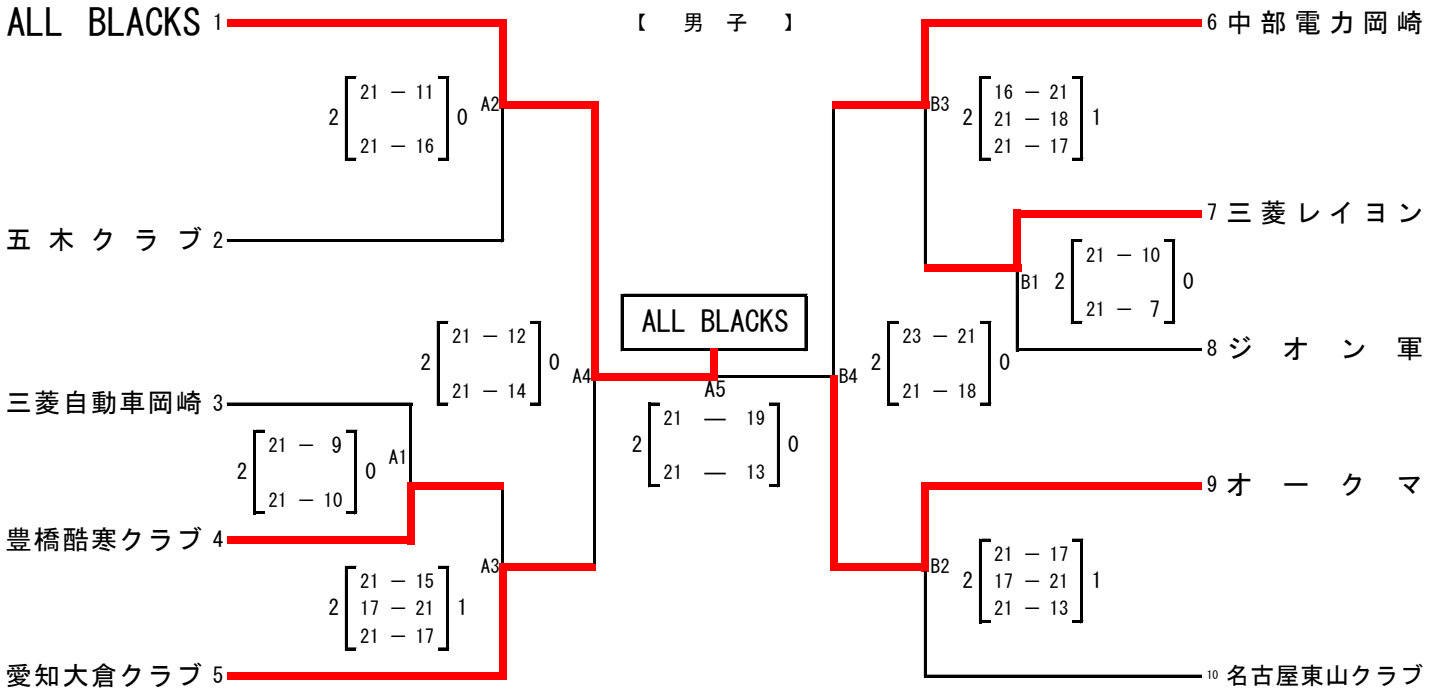 ALL BLACKS 1
【 男 子 】
6 中部電力岡崎
2 21 － 11 0 A2
21 － 16
B3 2 16 － 21 1
21 － 18
21 － 17
五木クラブ 2
7 三菱レイヨン
B1 2 21 － 10 0
21 － 7
8 ジオン軍
ALL BLACKS
2 21 － 12 0 A4
21 － 14
B4 2 23 － 21 0
21 － 18
A5
2 21 － 19 0
21 － 13
三菱自動車岡崎 3
2 21 － 9 0 A1
21 － 10
豊橋酷寒クラブ 4
9 オークマ
A3
2 21 － 15 1
17 － 21
21 － 17
B2 2 21 － 17 1
17 － 21
21 － 13
愛知大倉クラブ 5
10 名古屋東山クラブ